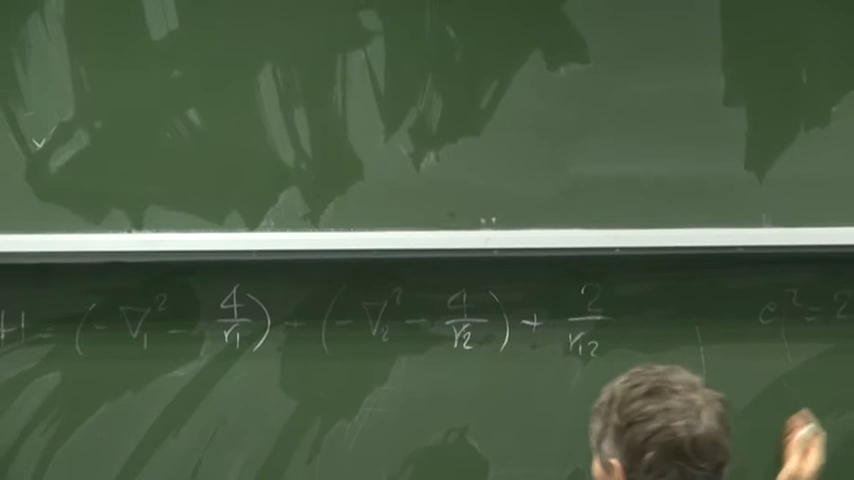 H = (- ∇₁² - 4/r₁) - (- ∇₂² - 4/r₂) + 2/r₁₂ e² = 2